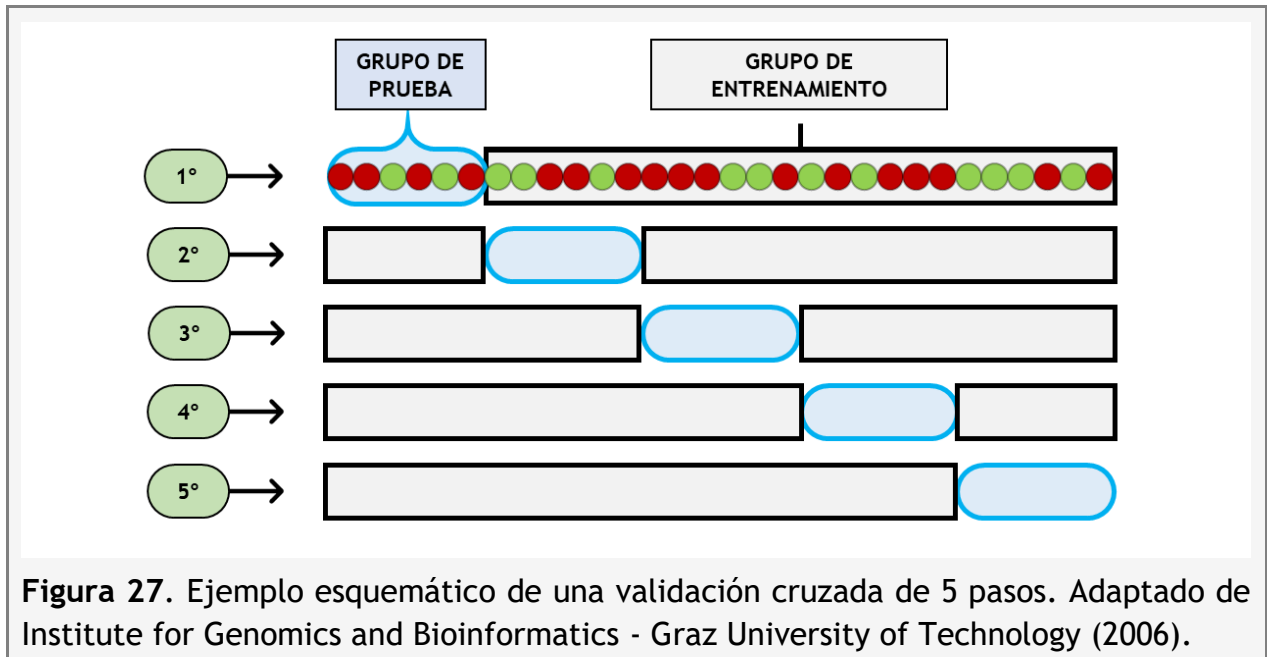 GRUPO DE
PRUEBA
GRUPO DE
ENTRENAMIENTO
1°
2°
3°
4°
5°
Figura 27. Ejemplo esquemático de una validación cruzada de 5 pasos. Adaptado de
Institute for Genomics and Bioinformatics - Graz University of Technology (2006).